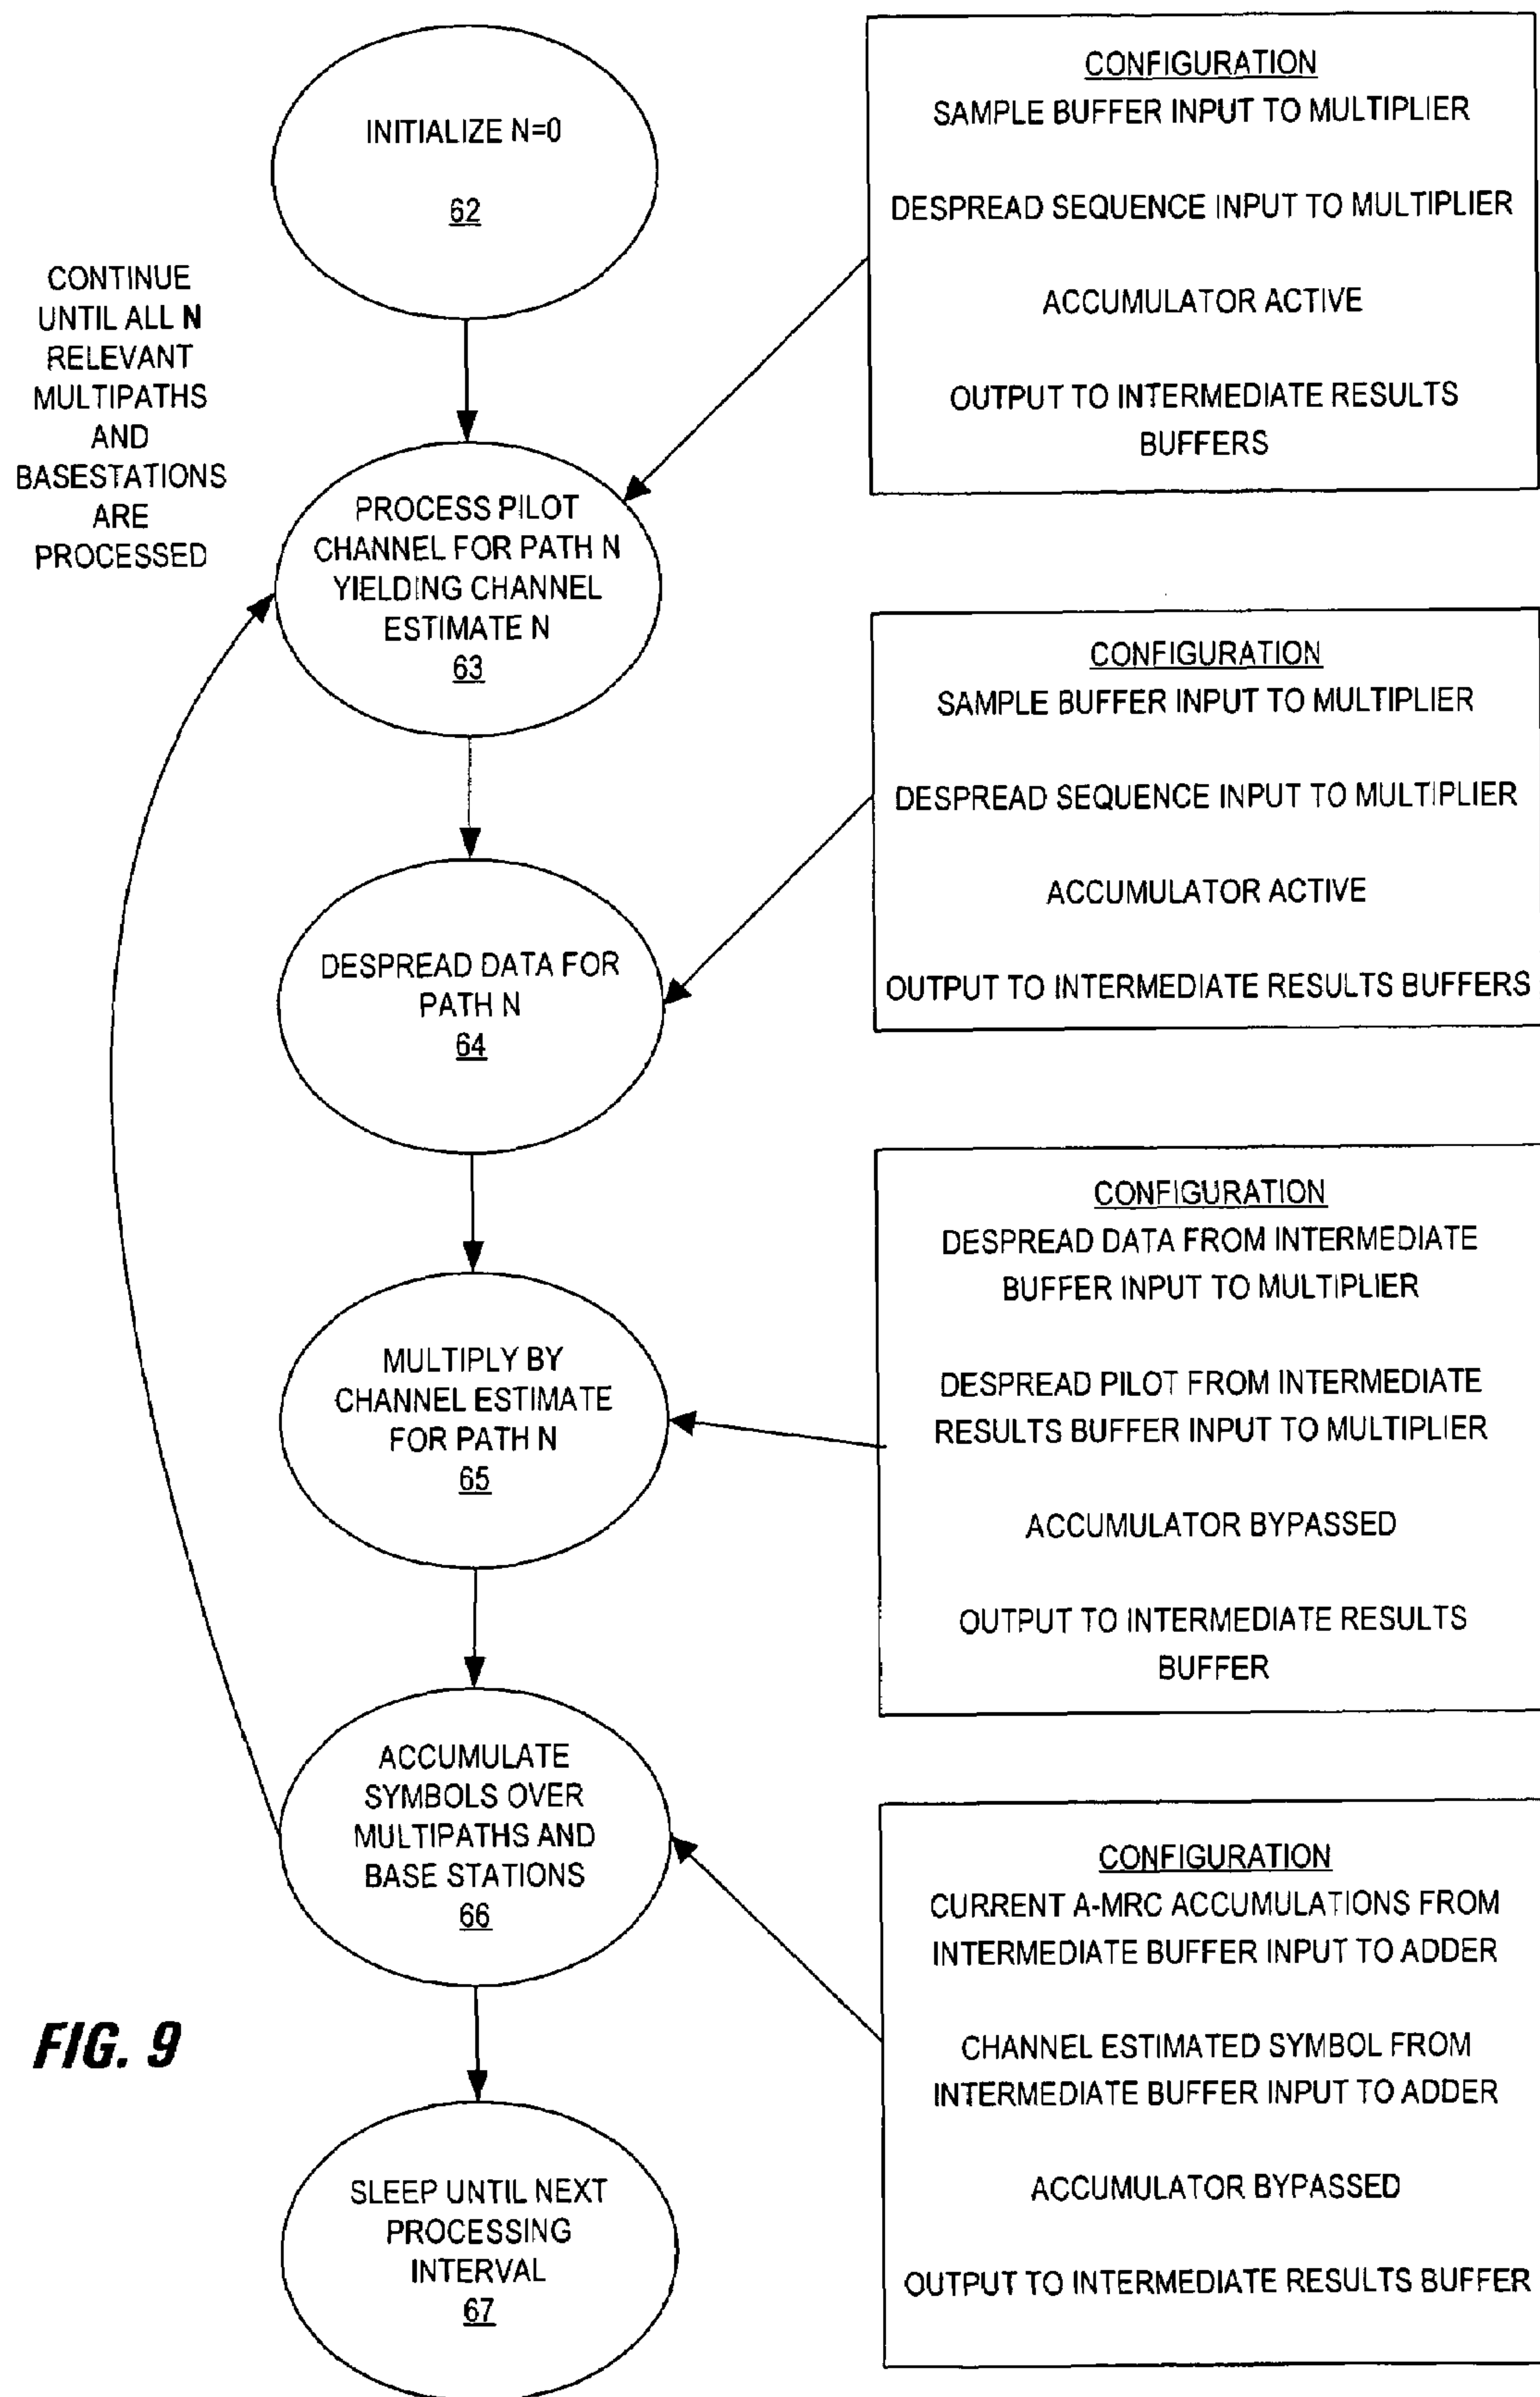 INITIALIZE N=0
62
CONFIGURATION
SAMPLE BUFFER INPUT TO MULTIPLIER
DESPREAD SEQUENCE INPUT TO MULTIPLIER
ACCUMULATOR ACTIVE
OUTPUT TO INTERMEDIATE RESULTS
BUFFERS
CONTINUE
UNTIL ALL N
RELEVANT
MULTIPATHS
AND
BASESTATIONS
ARE
PROCESSED
PROCESS PILOT
CHANNEL FOR PATH N
YIELDING CHANNEL
ESTIMATE N
63
CONFIGURATION
SAMPLE BUFFER INPUT TO MULTIPLIER
DESPREAD SEQUENCE INPUT TO MULTIPLIER
ACCUMULATOR ACTIVE
OUTPUT TO INTERMEDIATE RESULTS BUFFERS
DESPREAD DATA FOR
PATH N
64
CONFIGURATION
DESPREAD DATA FROM INTERMEDIATE
BUFFER INPUT TO MULTIPLIER
DESPREAD PILOT FROM INTERMEDIATE
RESULTS BUFFER INPUT TO MULTIPLIER
ACCUMULATOR BYPASSED
OUTPUT TO INTERMEDIATE RESULTS
BUFFER
MULTIPLY BY
CHANNEL ESTIMATE
FOR PATH N
65
ACCUMULATE
SYMBOLS OVER
MULTIPATHS AND
BASE STATIONS
66
CONFIGURATION
CURRENT A-MRC ACCUMULATIONS FROM
INTERMEDIATE BUFFER INPUT TO ADDER
CHANNEL ESTIMATED SYMBOL FROM
INTERMEDIATE BUFFER INPUT TO ADDER
ACCUMULATOR BYPASSED
OUTPUT TO INTERMEDIATE RESULTS BUFFER
FIG. 9
SLEEP UNTIL NEXT
PROCESSING
INTERVAL
67